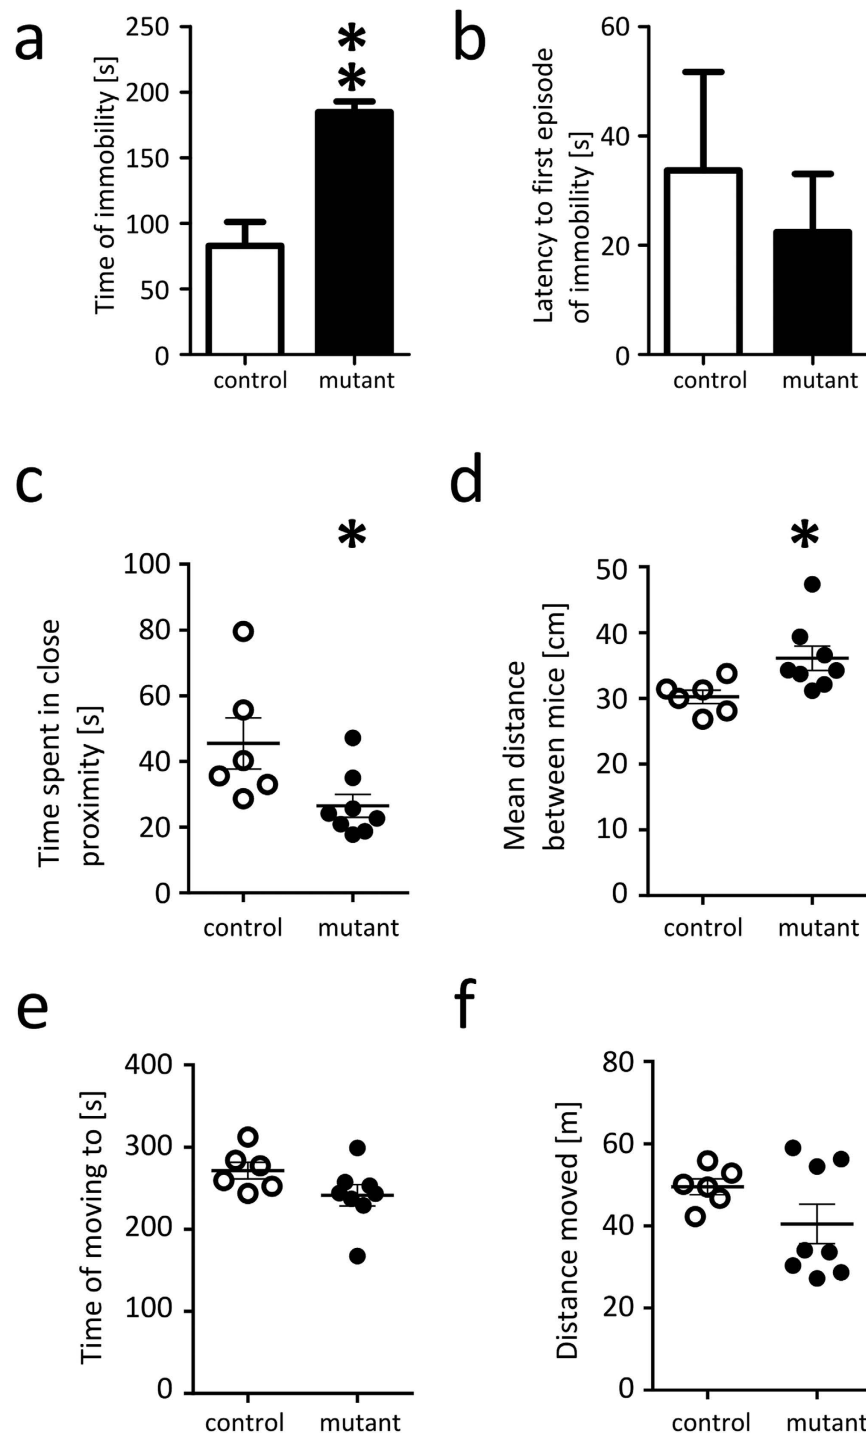 a
Time of immobility [s]
250
200
150
100
50
0
*
*
control
mutant
b
Latency to first episode
of immobility [s]
60
40
20
0
control
mutant
c
Time spent in close
proximity [s]
100
80
60
40
20
0
*
control
mutant
d
Mean distance
between mice [cm]
50
40
30
20
10
0
*
control
mutant
e
Time of moving to [s]
400
300
200
100
0
control
mutant
f
Distance moved [m]
80
60
40
20
0
control
mutant